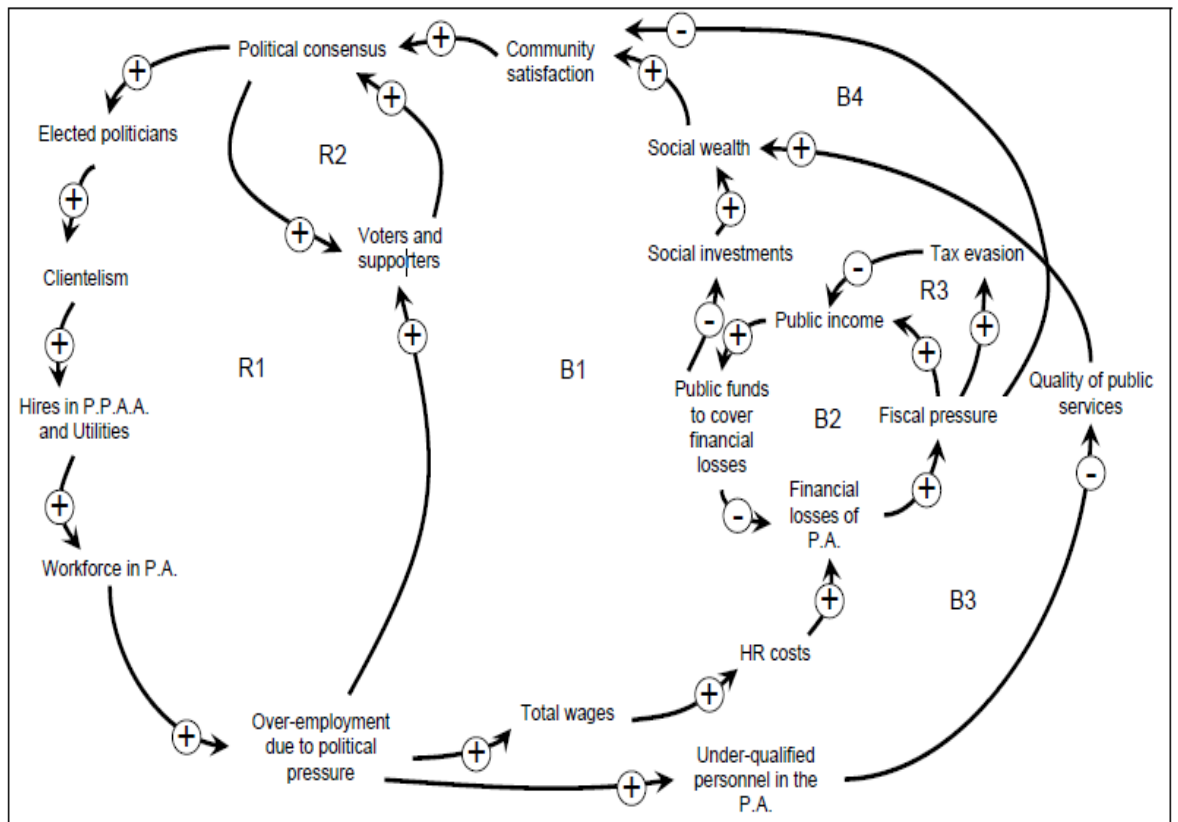 Political consensus
Community
satisfaction
-
+
+
+
+
B4
Elected politicians
R2
Social wealth
+
+
+
+
Voters and
supporters
Social investments
Tax evasion
-
Clientelism
R3
-
Public income
+
+
+
+
+
R1
B1
Hires in P.P.A.A.
and Utilities
Public funds
to cover
financial
losses
B2
Fiscal pressure
Quality of public
services
-
+
+
-
Financial
losses of
P.A.
Workforce in P.A.
+
B3
HR costs
+
Total wages
+
Over-employment
due to political
pressure
+
+
Under-qualified
personnel in the
P.A.